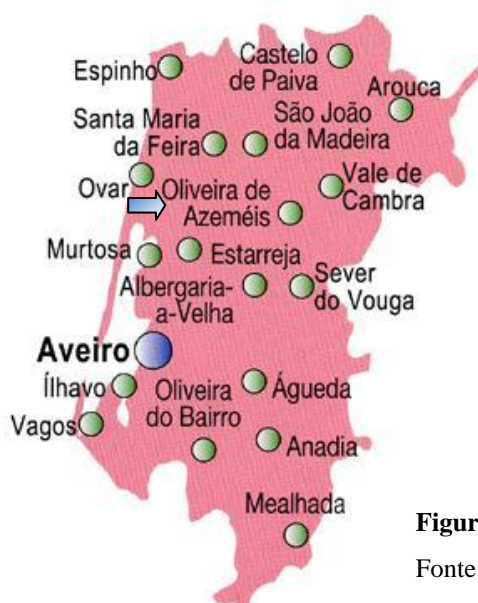 Espinho
Castelo
de Paiva
Arouca
Santa Maria
da Feira
São João
da Madeira
Ovar
Oliveira de
Azeméis
Vale de
Cambra
Murtosa
Estarreja
Albergaria-
a-Velha
Sever
do Vouga
Aveiro
Ílhavo
Oliveira
do Bairro
Águeda
Vagos
Anadia
Mealhada
Figur
Fonte